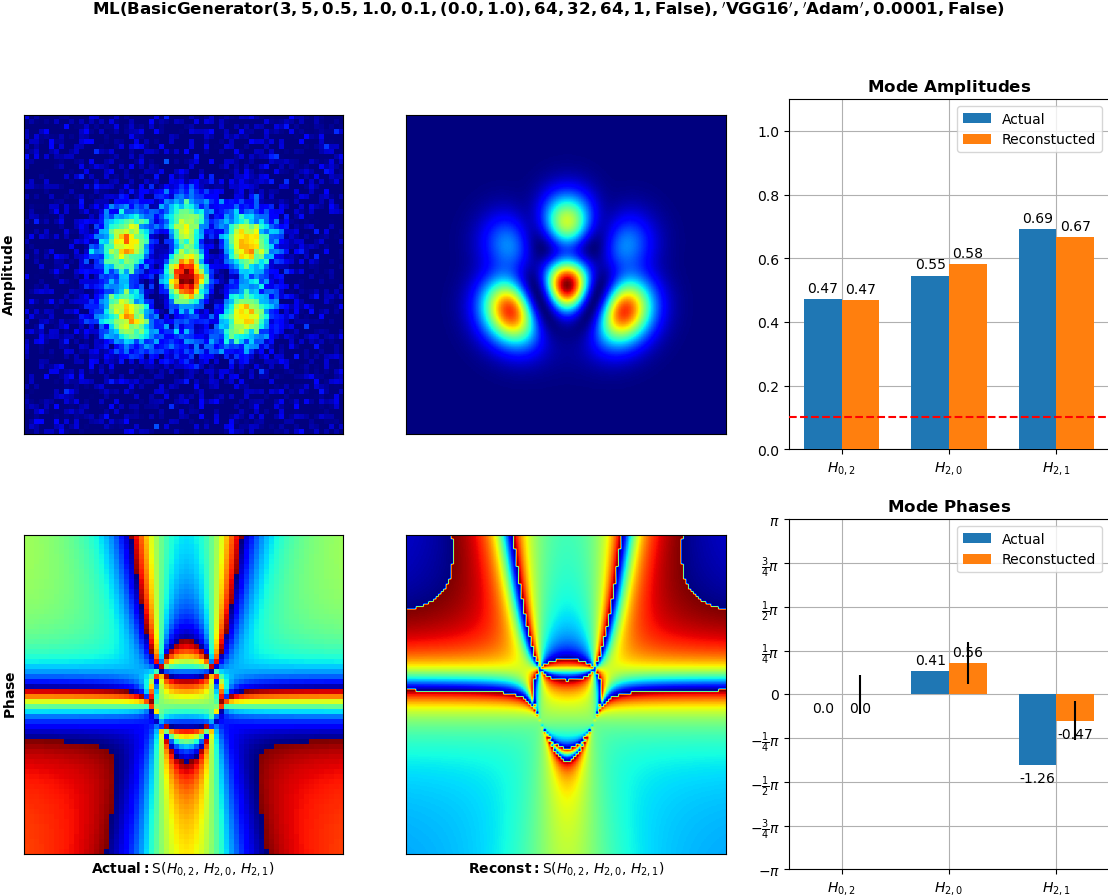 ML(BasicGenerator(3, 5, 0.5, 1.0, 0.1, (0.0, 1.0), 64, 32, 64, 1, False), ′VGG16′, ′Adam′, 0.0001, False)
Amplitude
Mode Amplitudes
Actual
Reconstucted
1.0
0.8
0.6
0.4
0.2
0.0
0.47
0.47
0.55
0.58
0.69
0.67
H₀,₂
H₂,₀
H₂,₁
Phase
Actual: S(H₀,₂, H₂,₀, H₂,₁)
Reconst: S(H₀,₂, H₂,₀, H₂,₁)
Mode Phases
Actual
Reconstucted
π
3/4π
1/2π
1/4π
0
−1/4π
−1/2π
−3/4π
−π
0.0
0.0
0.41
0.56
-1.26
-0.47
H₀,₂
H₂,₀
H₂,₁